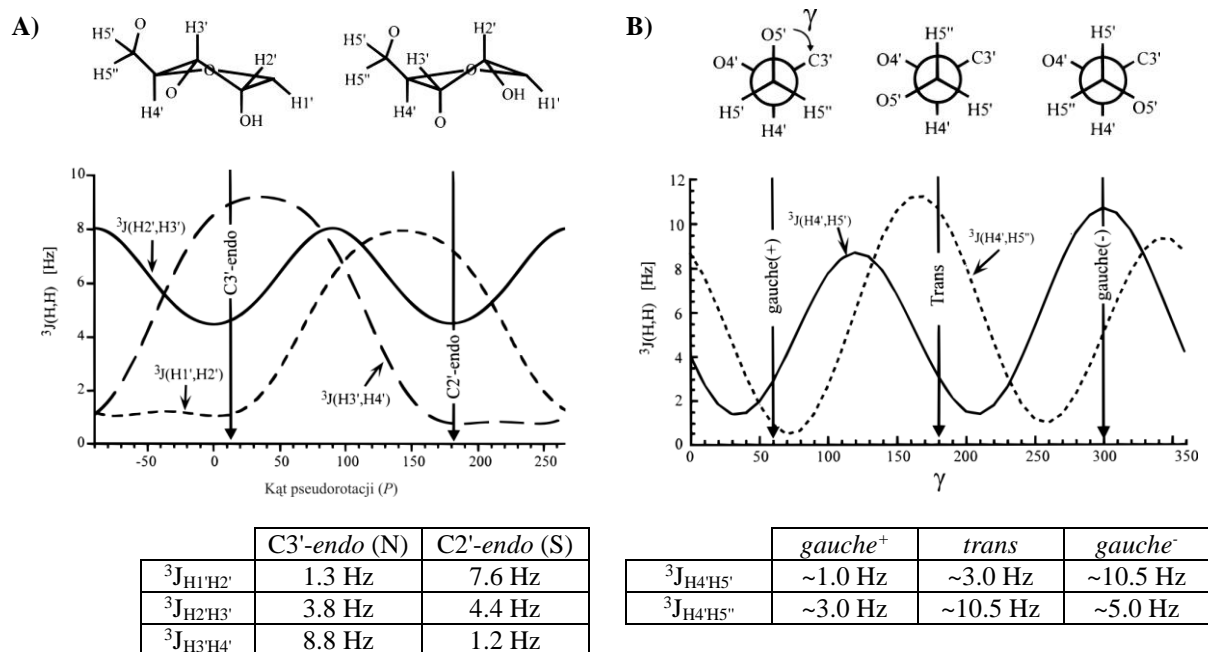 A)
O
H5'
H5"
H3'
H2'
O
O
H4'
OH
H1'
O
H5'
H5"
H3'
H2'
O
H4'
O
OH
H1'
³J(H,H) [Hz]
10
8
6
4
2
0
³J(H2',H3')
C3'-endo
³J(H1',H2')
³J(H3',H4')
C2'-endo
-50
0
50
100
150
200
250
Kąt pseudorotacji (P)
C3'-endo (N) C2'-endo (S)
³J H1'H2' 1.3 Hz 7.6 Hz
³J H2'H3' 3.8 Hz 4.4 Hz
³J H3'H4' 8.8 Hz 1.2 Hz
B)
γ
O5'
O4'
C3'
H5'
H5"
H4'
H5"
O4'
C3'
O5'
H5'
H4'
H5'
O4'
C3'
H5"
O5'
H4'
³J(H,H) [Hz]
12
10
8
6
4
2
0
gauche(+)
³J(H4',H5')
Trans
³J(H4',H5")
gauche(-)
0
50
100
150
200
250
300
350
γ
gauche⁺ trans gauche⁻
³J H4'H5' ~1.0 Hz ~3.0 Hz ~10.5 Hz
³J H4'H5" ~3.0 Hz ~10.5 Hz ~5.0 Hz